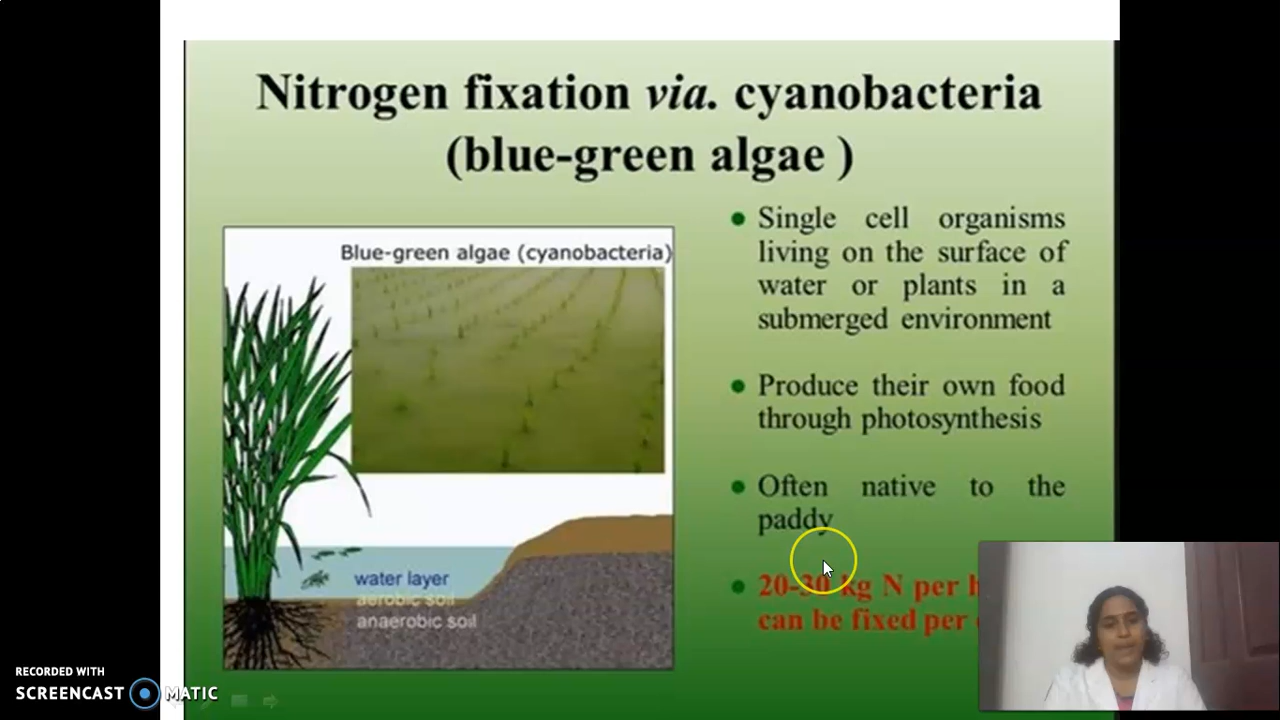 Nitrogen fixation via. cyanobacteria
(blue-green algae )
Blue-green algae (cyanobacteria)
water layer
aerobic soil
anaerobic soil
● Single cell organisms
living on the surface of
water or plants in a
submerged environment
● Produce their own food
through photosynthesis
● Often native to the
paddy
● 20-30 kg N per
can be fixed per
RECORDED WITH
SCREENCAST MATIC